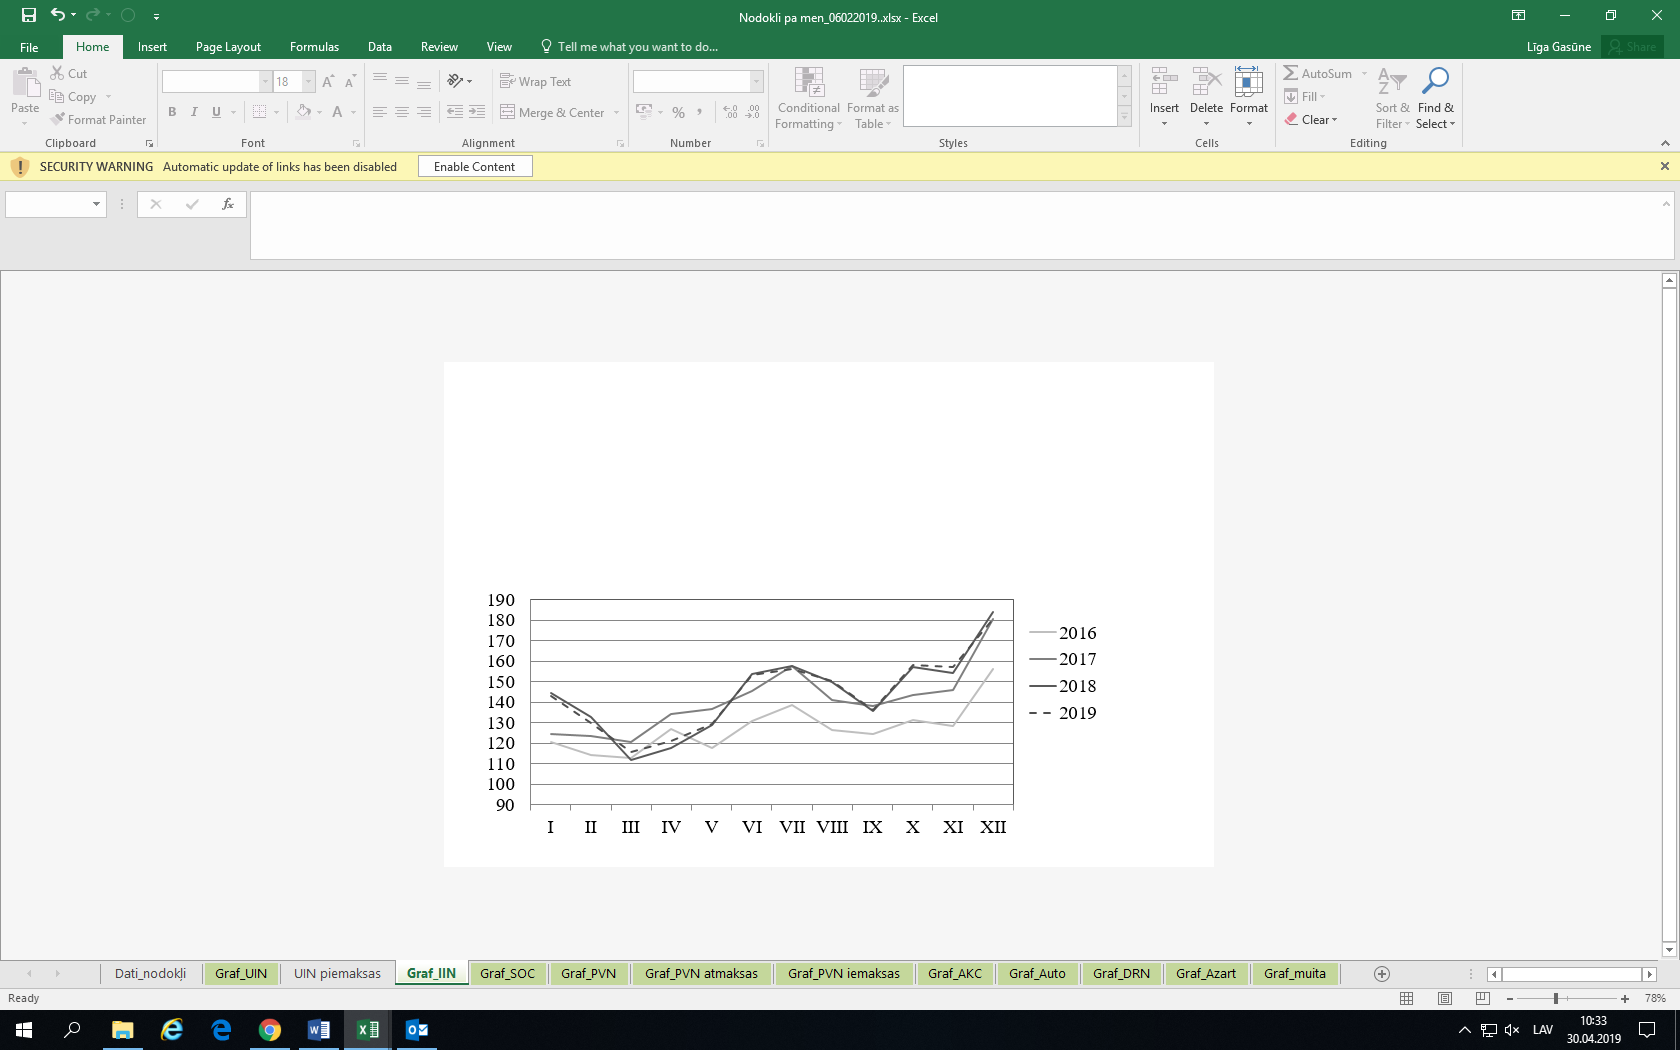 Nodokli pa men_06022019..xlsx - Excel
File Home Insert Page Layout Formulas Data Review View Tell me what you want to do... Līga Gasūne Share
Paste
Cut
Copy
Format Painter
Clipboard
18
A A
B I U A
Font
Wrap Text
Merge & Center
Alignment
%
Number
Conditional Formatting
Format as Table
Styles
Insert Delete Format
Cells
AutoSum
Fill
Clear
Sort & Filter
Find & Select
Editing
SECURITY WARNING Automatic update of links has been disabled Enable Content
fx
190
180
170
160
150
140
130
120
110
100
90
I II III IV V VI VII VIII IX X XI XII
2016
2017
2018
2019
Dati_nodokļi Graf_UIN UIN piemaksas Graf_IIN Graf_SOC Graf_PVN Graf_PVN atmaksas Graf_PVN iemaksas Graf_AKC Graf_Auto Graf_DRN Graf_Azart Graf_muita
Ready 78%
LAV 10:33
30.04.2019